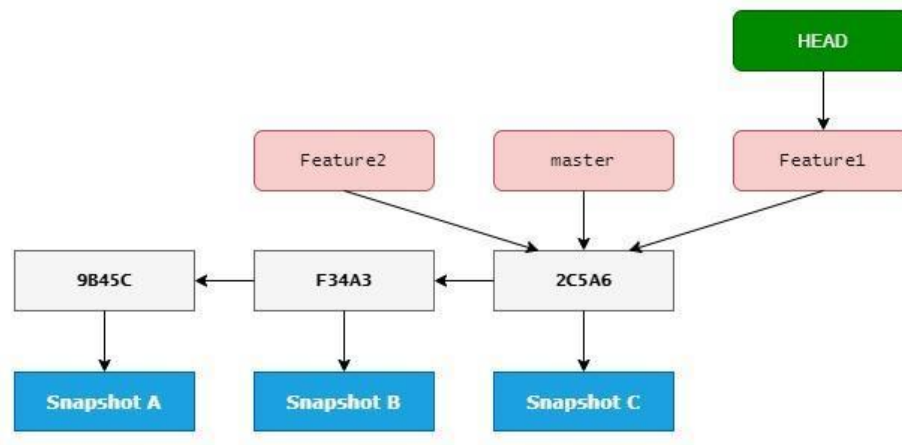 HEAD
Feature2
master
Feature1
9B45C
F34A3
2C5A6
Snapshot A
Snapshot B
Snapshot C